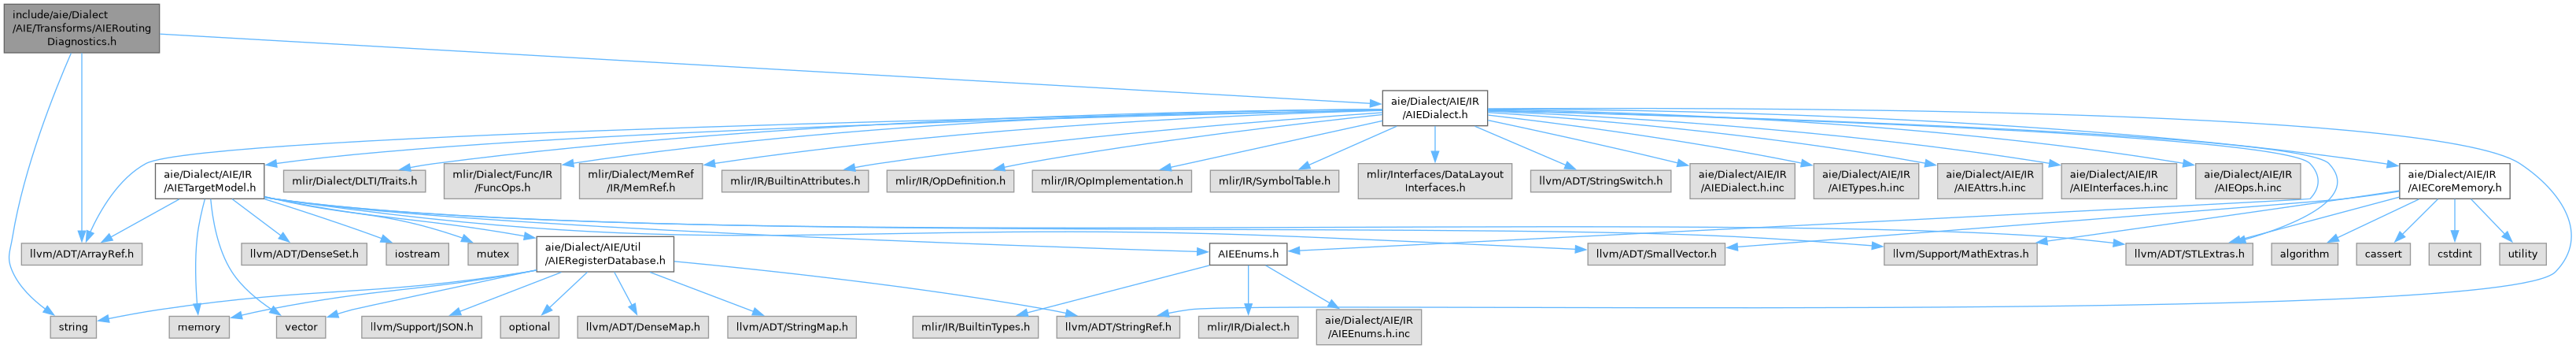 include/aie/Dialect
/AIE/Transforms/AIERouting
Diagnostics.h
aie/Dialect/AIE/IR
/AIEDialect.h
aie/Dialect/AIE/IR
/AIETargetModel.h
mlir/Dialect/DLTI/Traits.h
mlir/Dialect/Func/IR
/FuncOps.h
mlir/Dialect/MemRef
/IR/MemRef.h
mlir/IR/BuiltinAttributes.h
mlir/IR/OpDefinition.h
mlir/IR/OpImplementation.h
mlir/IR/SymbolTable.h
mlir/Interfaces/DataLayout
Interfaces.h
llvm/ADT/StringSwitch.h
aie/Dialect/AIE/IR
/AIEDialect.h.inc
aie/Dialect/AIE/IR
/AIETypes.h.inc
aie/Dialect/AIE/IR
/AIEAttrs.h.inc
aie/Dialect/AIE/IR
/AIEInterfaces.h.inc
aie/Dialect/AIE/IR
/AIEOps.h.inc
aie/Dialect/AIE/IR
/AIECoreMemory.h
llvm/ADT/ArrayRef.h
llvm/ADT/DenseSet.h
iostream
mutex
aie/Dialect/AIE/Util
/AIERegisterDatabase.h
llvm/ADT/SmallVector.h
AIEEnums.h
llvm/Support/MathExtras.h
llvm/ADT/STLExtras.h
algorithm
cassert
cstdint
utility
string
memory
vector
llvm/Support/JSON.h
optional
llvm/ADT/DenseMap.h
llvm/ADT/StringMap.h
mlir/IR/BuiltinTypes.h
llvm/ADT/StringRef.h
mlir/IR/Dialect.h
aie/Dialect/AIE/IR
/AIEEnums.h.inc